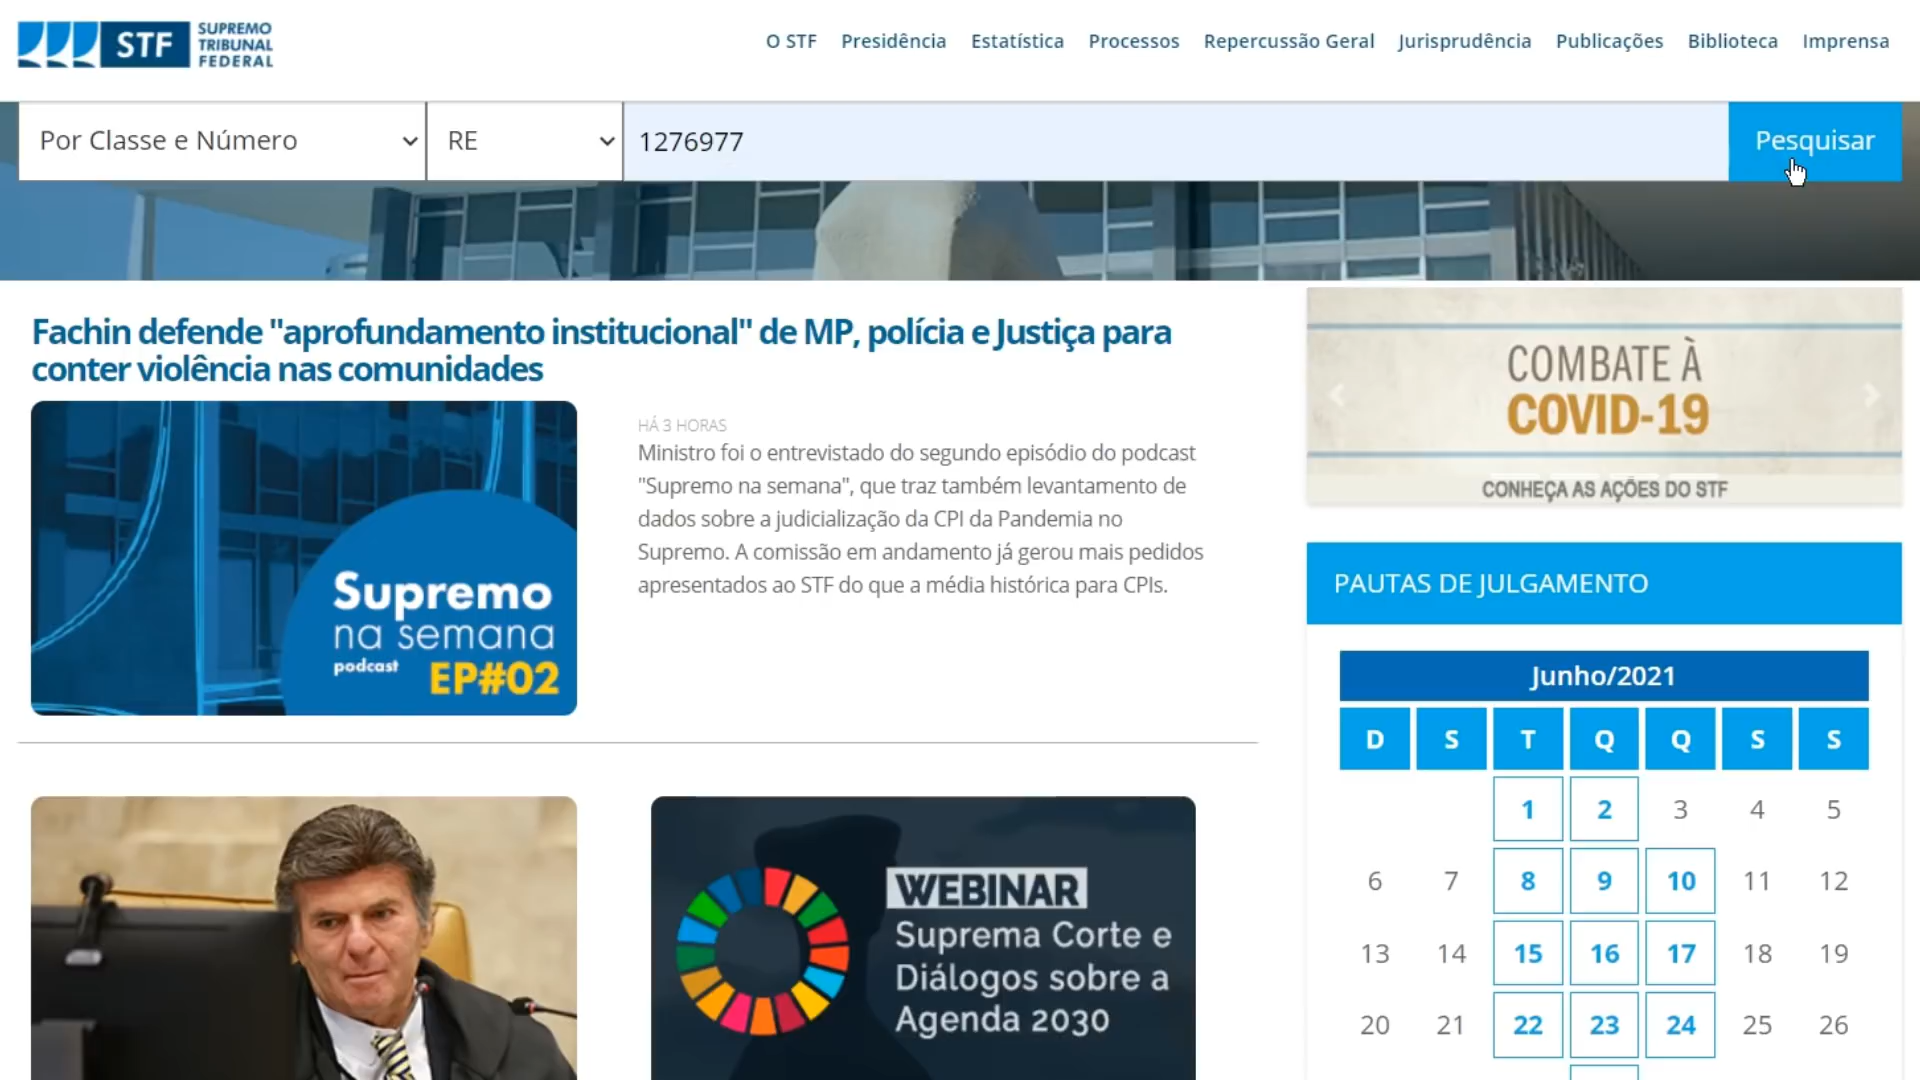 STF
SUPREMO
TRIBUNAL
FEDERAL
O STF
Presidência
Estatística
Processos
Repercussão Geral
Jurisprudência
Publicações
Biblioteca
Imprensa
Por Classe e Número
RE
1276977
Pesquisar
Fachin defende "aprofundamento institucional" de MP, polícia e Justiça para
conter violência nas comunidades
Supremo
na semana
podcast
EP#02
HÁ 3 HORAS
Ministro foi o entrevistado do segundo episódio do podcast
"Supremo na semana", que traz também levantamento de
dados sobre a judicialização da CPI da Pandemia no
Supremo. A comissão em andamento já gerou mais pedidos
apresentados ao STF do que a média histórica para CPIs.
WEBINAR
Suprema Corte e
Diálogos sobre a
Agenda 2030
COMBATE À
COVID-19
CONHEÇA AS AÇÕES DO STF
PAUTAS DE JULGAMENTO
Junho/2021
D S T Q Q S S
1 2 3 4 5
6 7 8 9 10 11 12
13 14 15 16 17 18 19
20 21 22 23 24 25 26